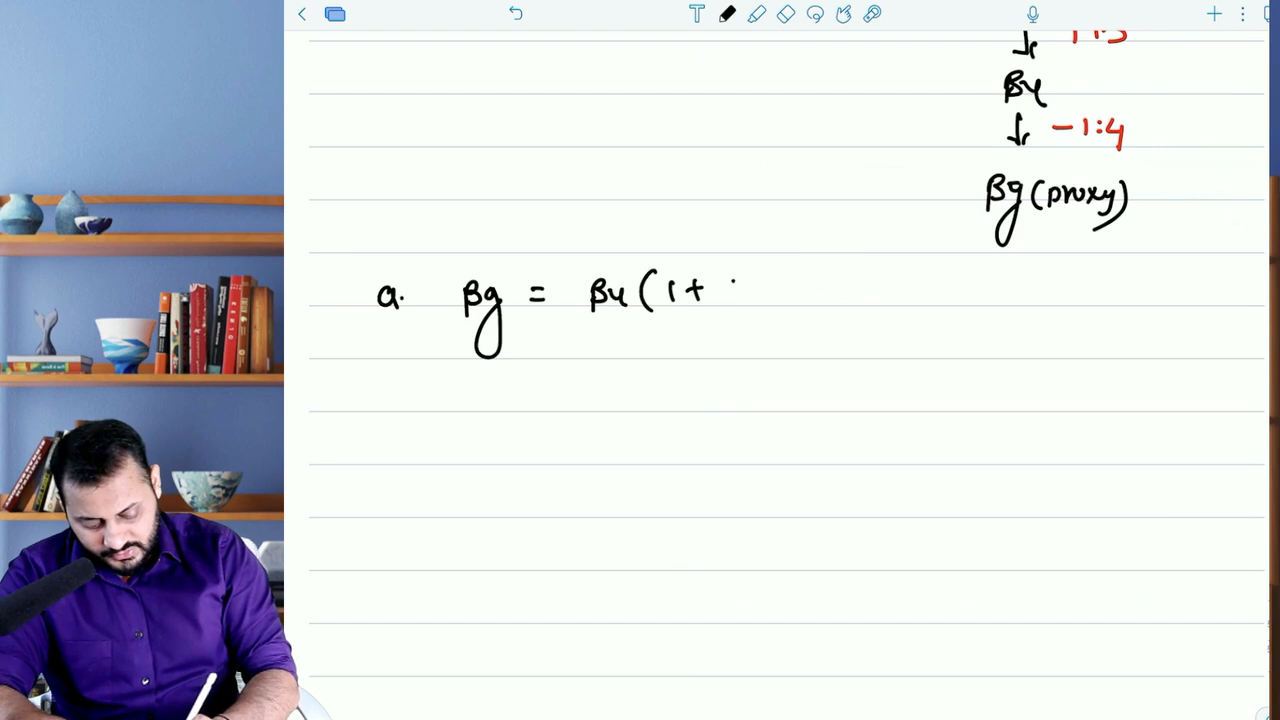 βu
-1:4
βg (proxy)
a. βg = βu ( 1 +